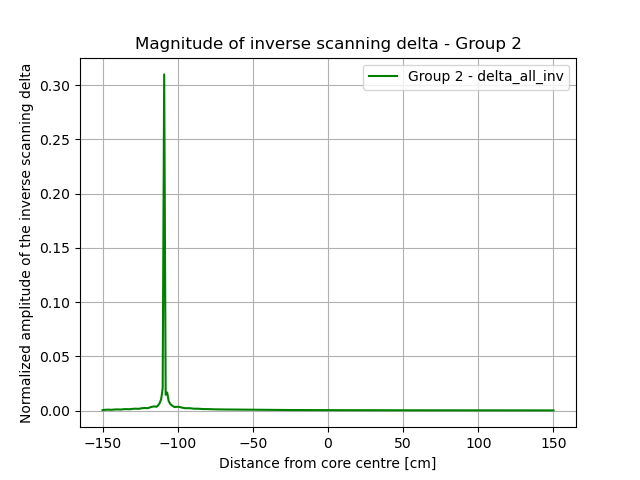 Magnitude of inverse scanning delta - Group 2
Group 2 - delta_all_inv
Normalized amplitude of the inverse scanning delta
0.30
0.25
0.20
0.15
0.10
0.05
0.00
−150 −100 −50 0 50 100 150
Distance from core centre [cm]